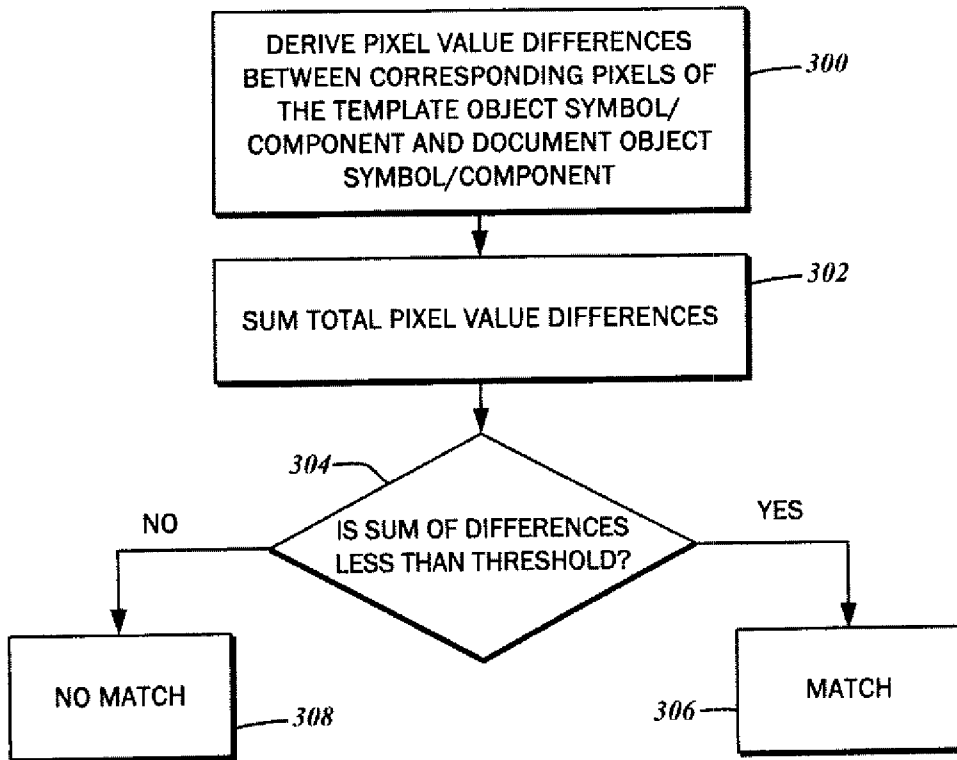 DERIVE PIXEL VALUE DIFFERENCES
BETWEEN CORRESPONDING PIXELS OF
THE TEMPLATE OBJECT SYMBOL/
COMPONENT AND DOCUMENT OBJECT
SYMBOL/COMPONENT
300
SUM TOTAL PIXEL VALUE DIFFERENCES
302
304
IS SUM OF DIFFERENCES
LESS THAN THRESHOLD?
NO
YES
NO MATCH
308
MATCH
306